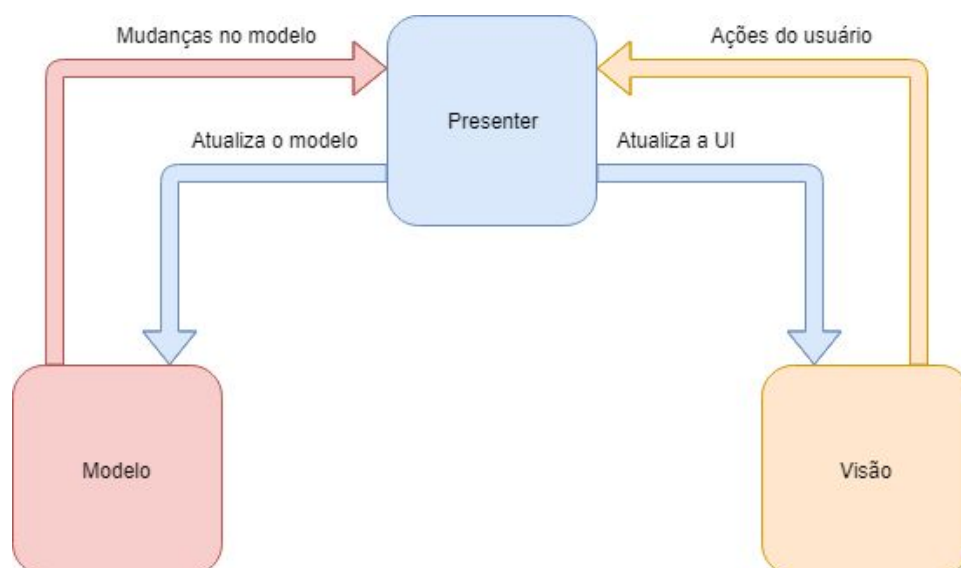 Mudanças no modelo
Ações do usuário
Presenter
Atualiza o modelo
Atualiza a UI
Modelo
Visão